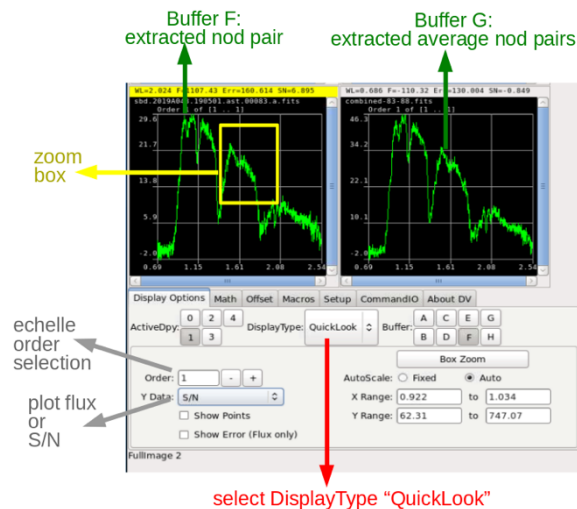 Buffer F:
extracted nod pair
Buffer G:
extracted average nod pairs
WL=2.024 F=1107.43 Err=160.614 SN=6.895
WL=0.686 F=-110.32 Err=130.004 SN=-0.849
combined-83-88.fits
Order 1 of [1 .. 1]
Order 1 of [1 .. 1]
29.6
21.7
13.8
5.9
-2.0
0.69 1.15 1.61 2.08 2.54
46.3
34.2
22.1
10.1
-2.0
0.69 1.15 1.61 2.08 2.54
zoom
box
Display Options Math Offset Macros Setup CommandIO About DV
ActiveDpy: 0 2 4
1 3
DisplayType: QuickLook
Buffer: A C E G
B D F H
echelle
order
selection
Order: 1 - +
Y Data: S/N
Show Points
Show Error (Flux only)
Box Zoom
AutoScale: Fixed Auto
X Range: 0.922 to 1.034
Y Range: 62.31 to 747.07
plot flux
or
S/N
FullImage 2
select DisplayType “QuickLook”